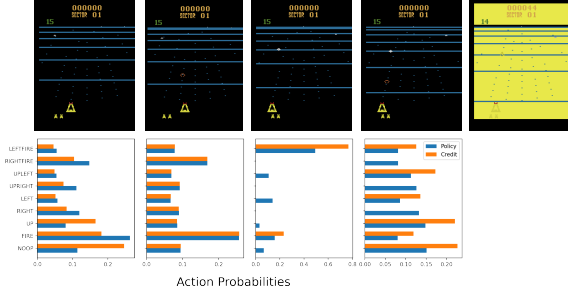 000000
SECTOR 01
15
000000
SECTOR 01
15
000000
SECTOR 01
15
000000
SECTOR 01
15
000044
SECTOR 01
14
LEFTFIRE
RIGHTFIRE
UPLEFT
UPRIGHT
LEFT
RIGHT
UP
FIRE
NOOP
0.0 0.1 0.2
0.0 0.1 0.2
0.0 0.2 0.4 0.6 0.8
0.00 0.05 0.10 0.15 0.20
Policy
Credit
Action Probabilities